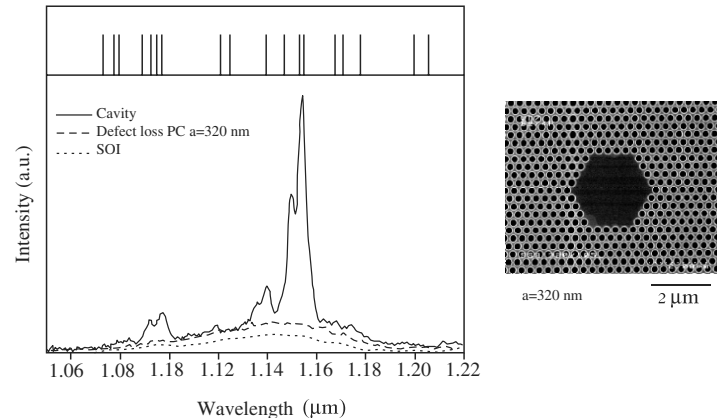 Cavity
Defect loss PC a=320 nm
SOI
Intensity (a.u.)
1.06 1.08 1.18 1.12 1.14 1.16 1.18 1.20 1.22
Wavelength (μm)
a=320 nm
2 μm